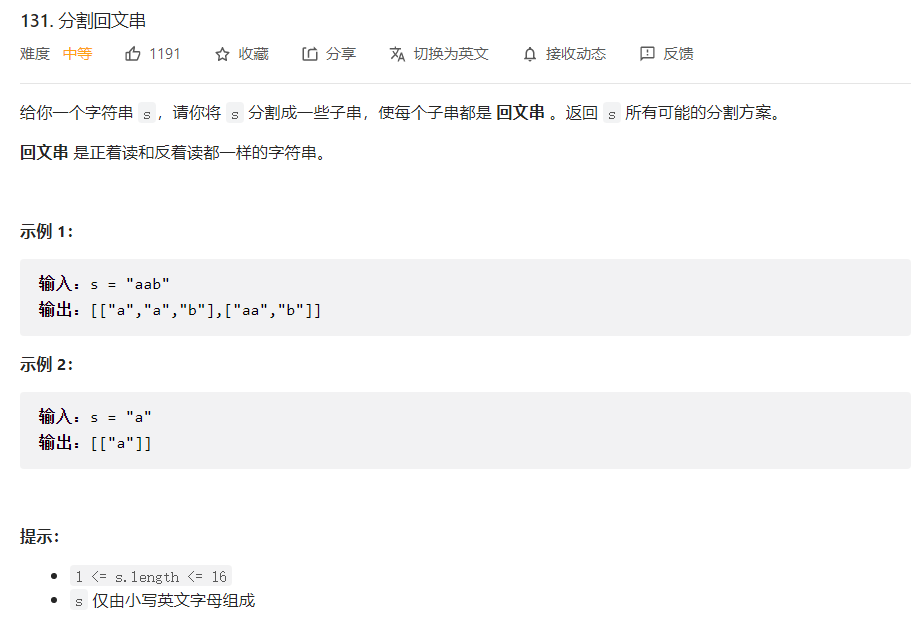 131. 分割回文串
难度 中等 1191 收藏 分享 切换为英文 接收动态 反馈
给你一个字符串 s，请你将 s 分割成一些子串，使每个子串都是 回文串 。返回 s 所有可能的分割方案。
回文串 是正着读和反着读都一样的字符串。
示例 1：
输入：s = "aab"
输出：[["a","a","b"],["aa","b"]]
示例 2：
输入：s = "a"
输出：[["a"]]
提示：
1 <= s.length <= 16
s 仅由小写英文字母组成